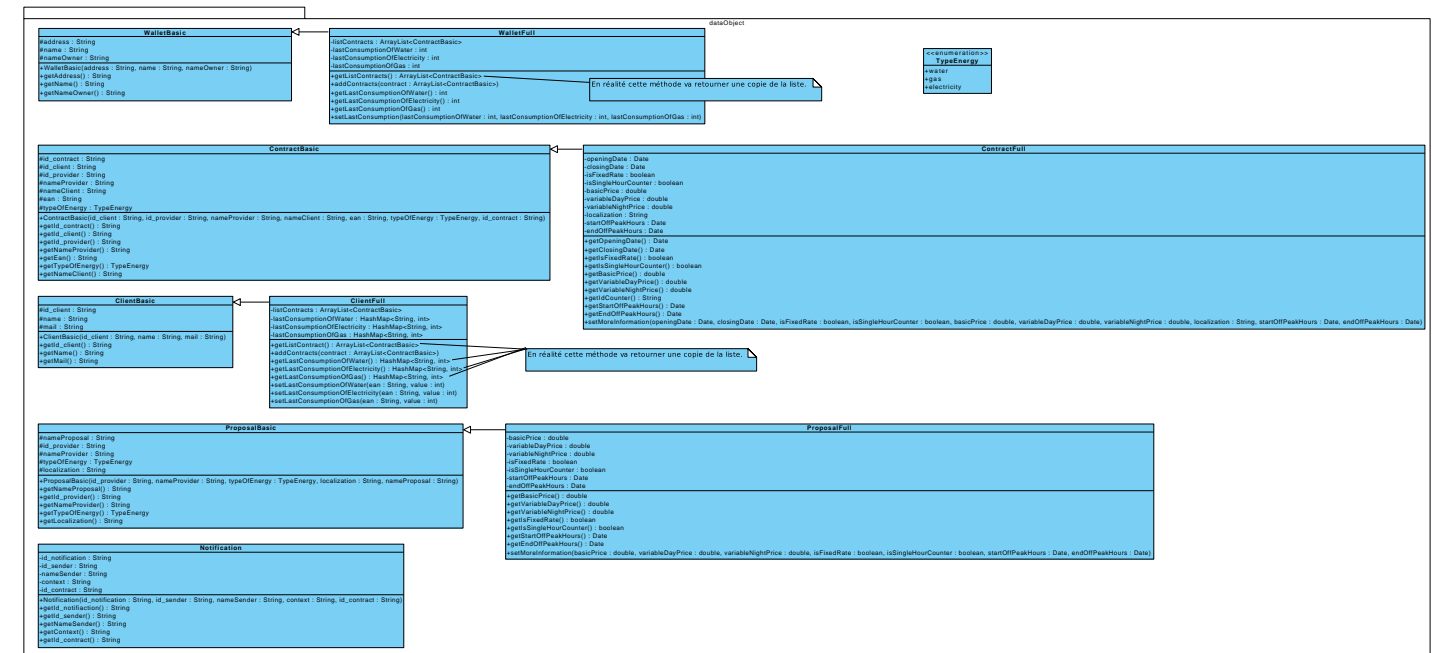 dataObject
WalletBasic
#address : String
#name : String
#nameOwner : String
+WalletBasic(address : String, name : String, nameOwner : String)
+getAddress() : String
+getName() : String
+getNameOwner() : String
WalletFull
-listContracts : ArrayList<ContractBasic>
-lastConsumptionOfWater : int
-lastConsumptionOfElectricity : int
-lastConsumptionOfGas : int
+getListContracts() : ArrayList<ContractBasic>
+addContracts(contract : ArrayList<ContractBasic>)
+getLastConsumptionOfWater() : int
+getLastConsumptionOfElectricity() : int
+getLastConsumptionOfGas() : int
+setLastConsumption(lastConsumptionOfWater : int, lastConsumptionOfElectricity : int, lastConsumptionOfGas : int)
En réalité cette méthode va retourner une copie de la liste.
<<enumeration>>
TypeEnergy
+water
+gas
+electricity
ContractBasic
#id_contract : String
#id_client : String
#id_provider : String
#nameProvider : String
#nameClient : String
#ean : String
#typeOfEnergy : TypeEnergy
+ContractBasic(id_client : String, id_provider : String, nameProvider : String, nameClient : String, ean : String, typeOfEnergy : TypeEnergy, id_contract : String)
+getId_contract() : String
+getId_client() : String
+getId_provider() : String
+getNameProvider() : String
+getEan() : String
+getTypeOfEnergy() : TypeEnergy
+getNameClient() : String
ContractFull
-openingDate : Date
-closingDate : Date
-isFixedRate : boolean
-isSingleHourCounter : boolean
-basicPrice : double
-variableDayPrice : double
-variableNightPrice : double
-localization : String
-startOffPeakHours : Date
-endOffPeakHours : Date
+getOpeningDate() : Date
+getClosingDate() : Date
+getIsFixedRate() : boolean
+getIsSingleHourCounter() : boolean
+getBasicPrice() : double
+getVariableDayPrice() : double
+getVariableNightPrice() : double
+getIdCounter() : String
+getStartOffPeakHours() : Date
+getEndOffPeakHours() : Date
+setMoreInformation(openingDate : Date, closingDate : Date, isFixedRate : boolean, isSingleHourCounter : boolean, basicPrice : double, variableDayPrice : double, variableNightPrice : double, localization : String, startOffPeakHours : Date, endOffPeakHours : Date)
ClientBasic
#id_client : String
#name : String
#mail : String
+ClientBasic(id_client : String, name : String, mail : String)
+getId_client() : String
+getName() : String
+getMail() : String
ClientFull
-listContracts : ArrayList<ContractBasic>
-lastConsumptionOfWater : HashMap<String, int>
-lastConsumptionOfElectricity : HashMap<String, int>
-lastConsumptionOfGas : HashMap<String, int>
+getListContract() : ArrayList<ContractBasic>
+addContracts(contract : ArrayList<ContractBasic>)
+getLastConsumptionOfWater() : HashMap<String, int>
+getLastConsumptionOfElectricity() : HashMap<String, int>
+getLastConsumptionOfGas() : HashMap<String, int>
+setLastConsumptionOfWater(ean : String, value : int)
+setLastConsumptionOfElectricity(ean : String, value : int)
+setLastConsumptionOfGas(ean : String, value : int)
En réalité cette méthode va retourner une copie de la liste.
ProposalBasic
#nameProposal : String
#id_provider : String
#nameProvider : String
#typeOfEnergy : TypeEnergy
#localization : String
+ProposalBasic(id_provider : String, nameProvider : String, typeOfEnergy : TypeEnergy, localization : String, nameProposal : String)
+getNameProposal() : String
+getId_provider() : String
+getNameProvider() : String
+getTypeOfEnergy() : TypeEnergy
+getLocalization() : String
ProposalFull
-basicPrice : double
-variableDayPrice : double
-variableNightPrice : double
-isFixedRate : boolean
-isSingleHourCounter : boolean
-startOffPeakHours : Date
-endOffPeakHours : Date
+getBasicPrice() : double
+getVariableDayPrice() : double
+getVariableNightPrice() : double
+getIsFixedRate() : boolean
+getIsSingleHourCounter() : boolean
+getStartOffPeakHours() : Date
+getEndOffPeakHours() : Date
+setMoreInformation(basicPrice : double, variableDayPrice : double, variableNightPrice : double, isFixedRate : boolean, isSingleHourCounter : boolean, startOffPeakHours : Date, endOffPeakHours : Date)
Notification
-id_notification : String
-id_sender : String
-nameSender : String
-context : String
-id_contract : String
+Notification(id_notification : String, id_sender : String, nameSender : String, context : String, id_contract : String)
+getId_notifiaction() : String
+getId_sender() : String
+getNameSender() : String
+getContext() : String
+getId_contract() : String